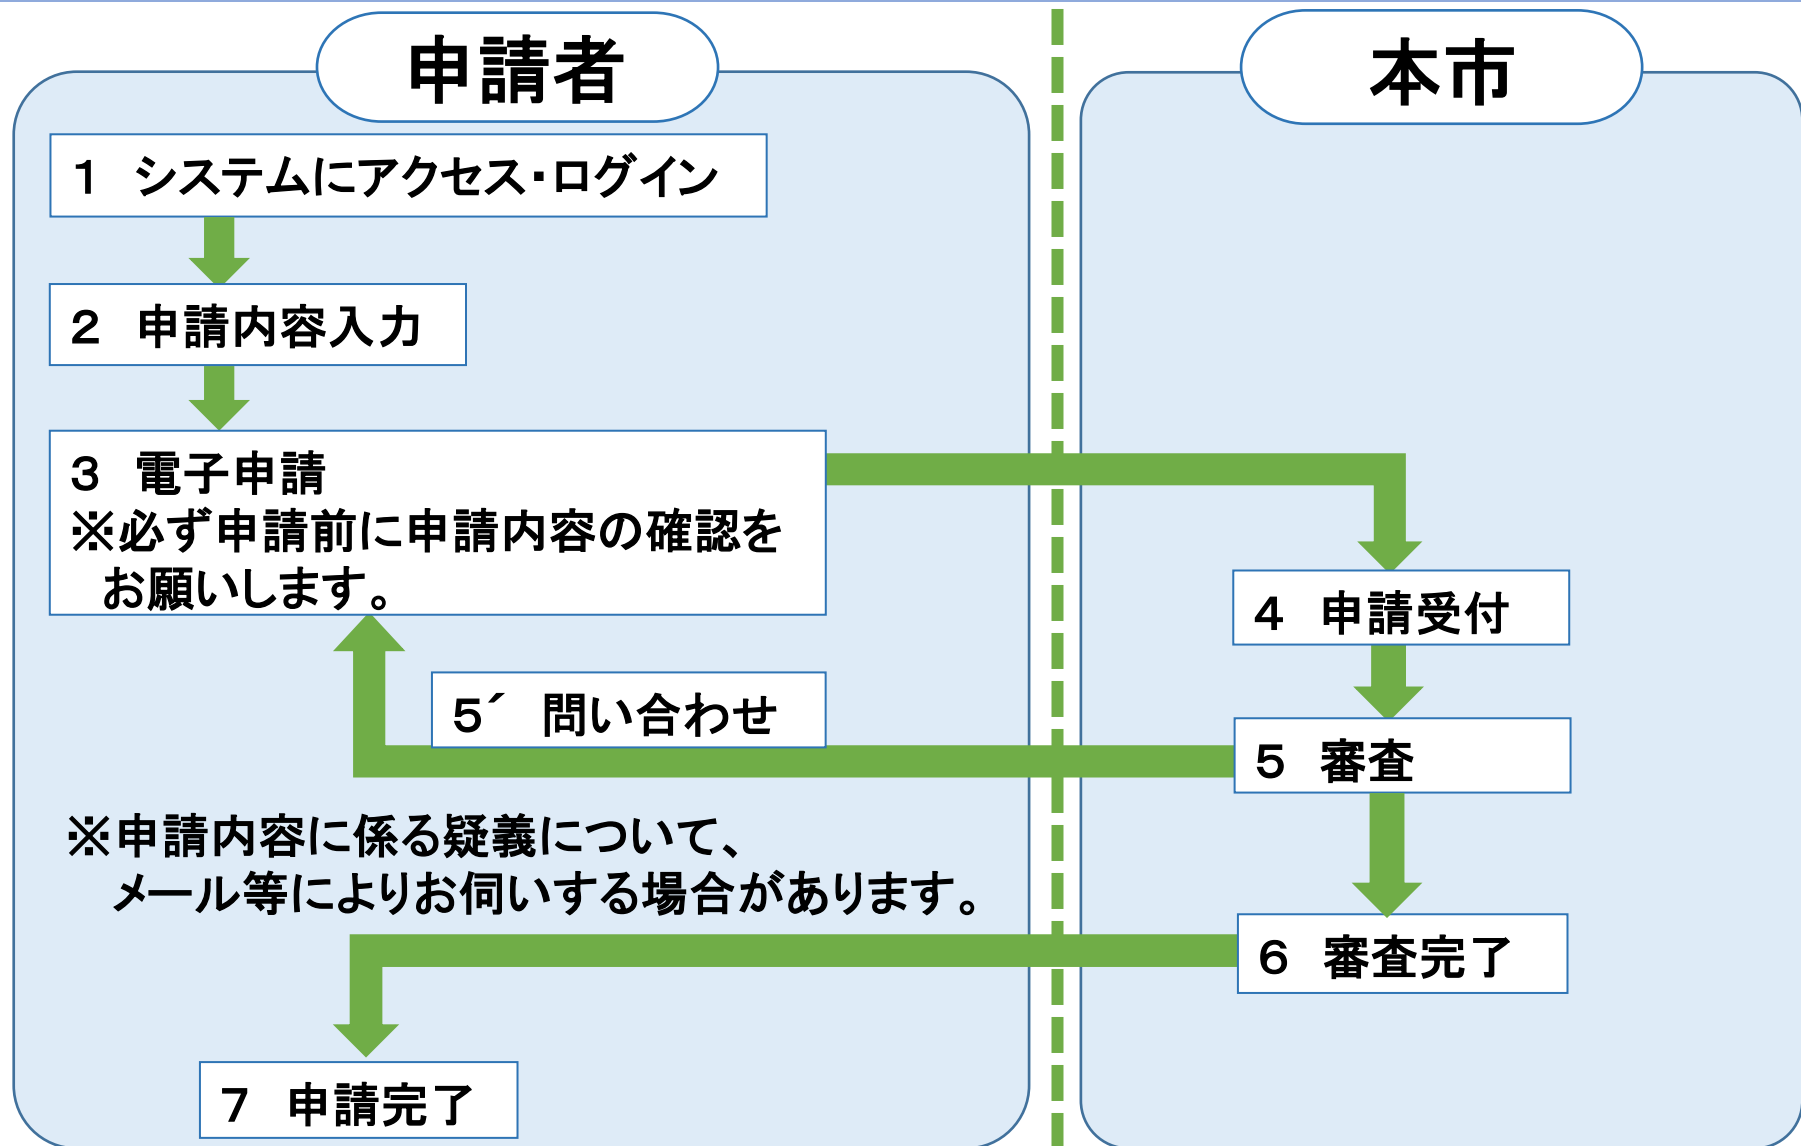 申請者
本市
１　システムにアクセス・ログイン
２　申請内容入力
３　電子申請
※必ず申請前に申請内容の確認を
お願いします。
４　申請受付
５´　問い合わせ
５　審査
※申請内容に係る疑義について、
メール等によりお伺いする場合があります。
６　審査完了
７　申請完了